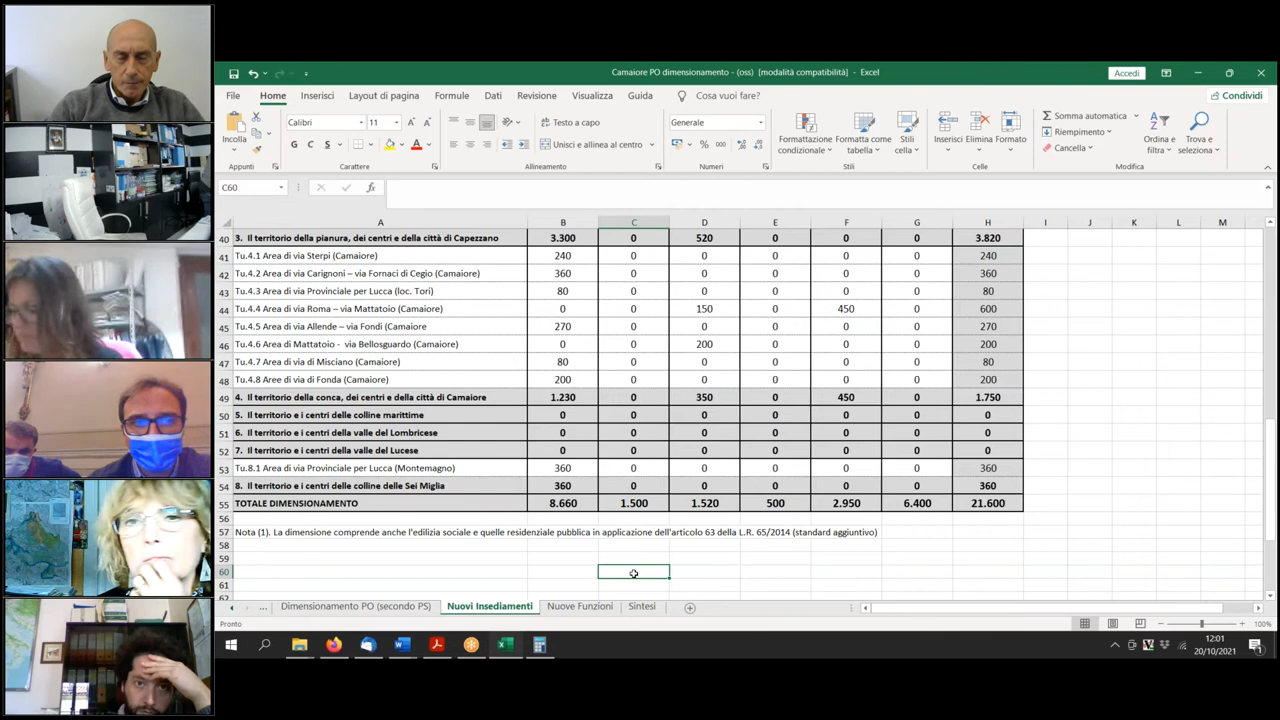 Camaiore PO dimensionamento - (oss) [modalità compatibilità] - Excel
Accedi
File Home Inserisci Layout di pagina Formule Dati Revisione Visualizza Guida Cosa vuoi fare? Condividi
Incolla
Calibri 11
G C S
Testo a capo
Unisci e allinea al centro
Generale
Formattazione condizionale
Formatta come tabella
Stili cella
Inserisci Elimina Formato
Somma automatica
Riempimento
Cancella
Ordina e filtra
Trova e seleziona
Appunti Carattere Allineamento Numeri Stili Celle Modifica
C60 fx
A B C D E F G H I J K L M
40 3. Il territorio della pianura, dei centri e della città di Capezzano 3.300 0 520 0 0 0 3.820
41 Tu.4.1 Area di via Sterpi (Camaiore) 240 0 0 0 0 0 240
42 Tu.4.2 Area di via Carignoni – via Fornaci di Cegio (Camaiore) 360 0 0 0 0 0 360
43 Tu.4.3 Area di via Provinciale per Lucca (loc. Tori) 80 0 0 0 0 0 80
44 Tu.4.4 Area di via Roma – via Mattatoio (Camaiore) 0 0 150 0 450 0 600
45 Tu.4.5 Area di via Allende – via Fondi (Camaiore 270 0 0 0 0 0 270
46 Tu.4.6 Area di Mattatoio - via Bellosguardo (Camaiore) 0 0 200 0 0 0 200
47 Tu.4.7 Area di via di Misciano (Camaiore) 80 0 0 0 0 0 80
48 Tu.4.8 Aree di via di Fonda (Camaiore) 200 0 0 0 0 0 200
49 4. Il territorio della conca, dei centri e della città di Camaiore 1.230 0 350 0 450 0 1.750
50 5. Il territorio e i centri delle colline marittime 0 0 0 0 0 0 0
51 6. Il territorio e i centri della valle del Lombricese 0 0 0 0 0 0 0
52 7. Il territorio e i centri della valle del Lucese 0 0 0 0 0 0 0
53 Tu.8.1 Area di via Provinciale per Lucca (Montemagno) 360 0 0 0 0 0 360
54 8. Il territorio e i centri delle colline delle Sei Miglia 360 0 0 0 0 0 360
55 TOTALE DIMENSIONAMENTO 8.660 1.500 1.520 500 2.950 6.400 21.600
56
57 Nota (1). La dimensione comprende anche l'edilizia sociale e quelle residenziale pubblica in applicazione dell'articolo 63 della L.R. 65/2014 (standard aggiuntivo)
58
59
60
61
62
... Dimensionamento PO (secondo PS) Nuovi Insediamenti Nuove Funzioni Sintesi
Pronto 100%
12:01
20/10/2021